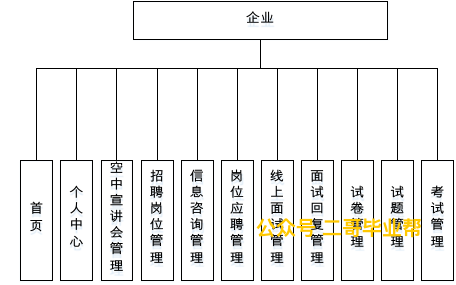 企业
首页
个人中心
空中宣讲会管理
招聘岗位管理
信息咨询管理
岗位应聘管理
线上面试管理
面试回复管理
试卷管理
试题管理
考试管理
公众号:二哥毕业帮